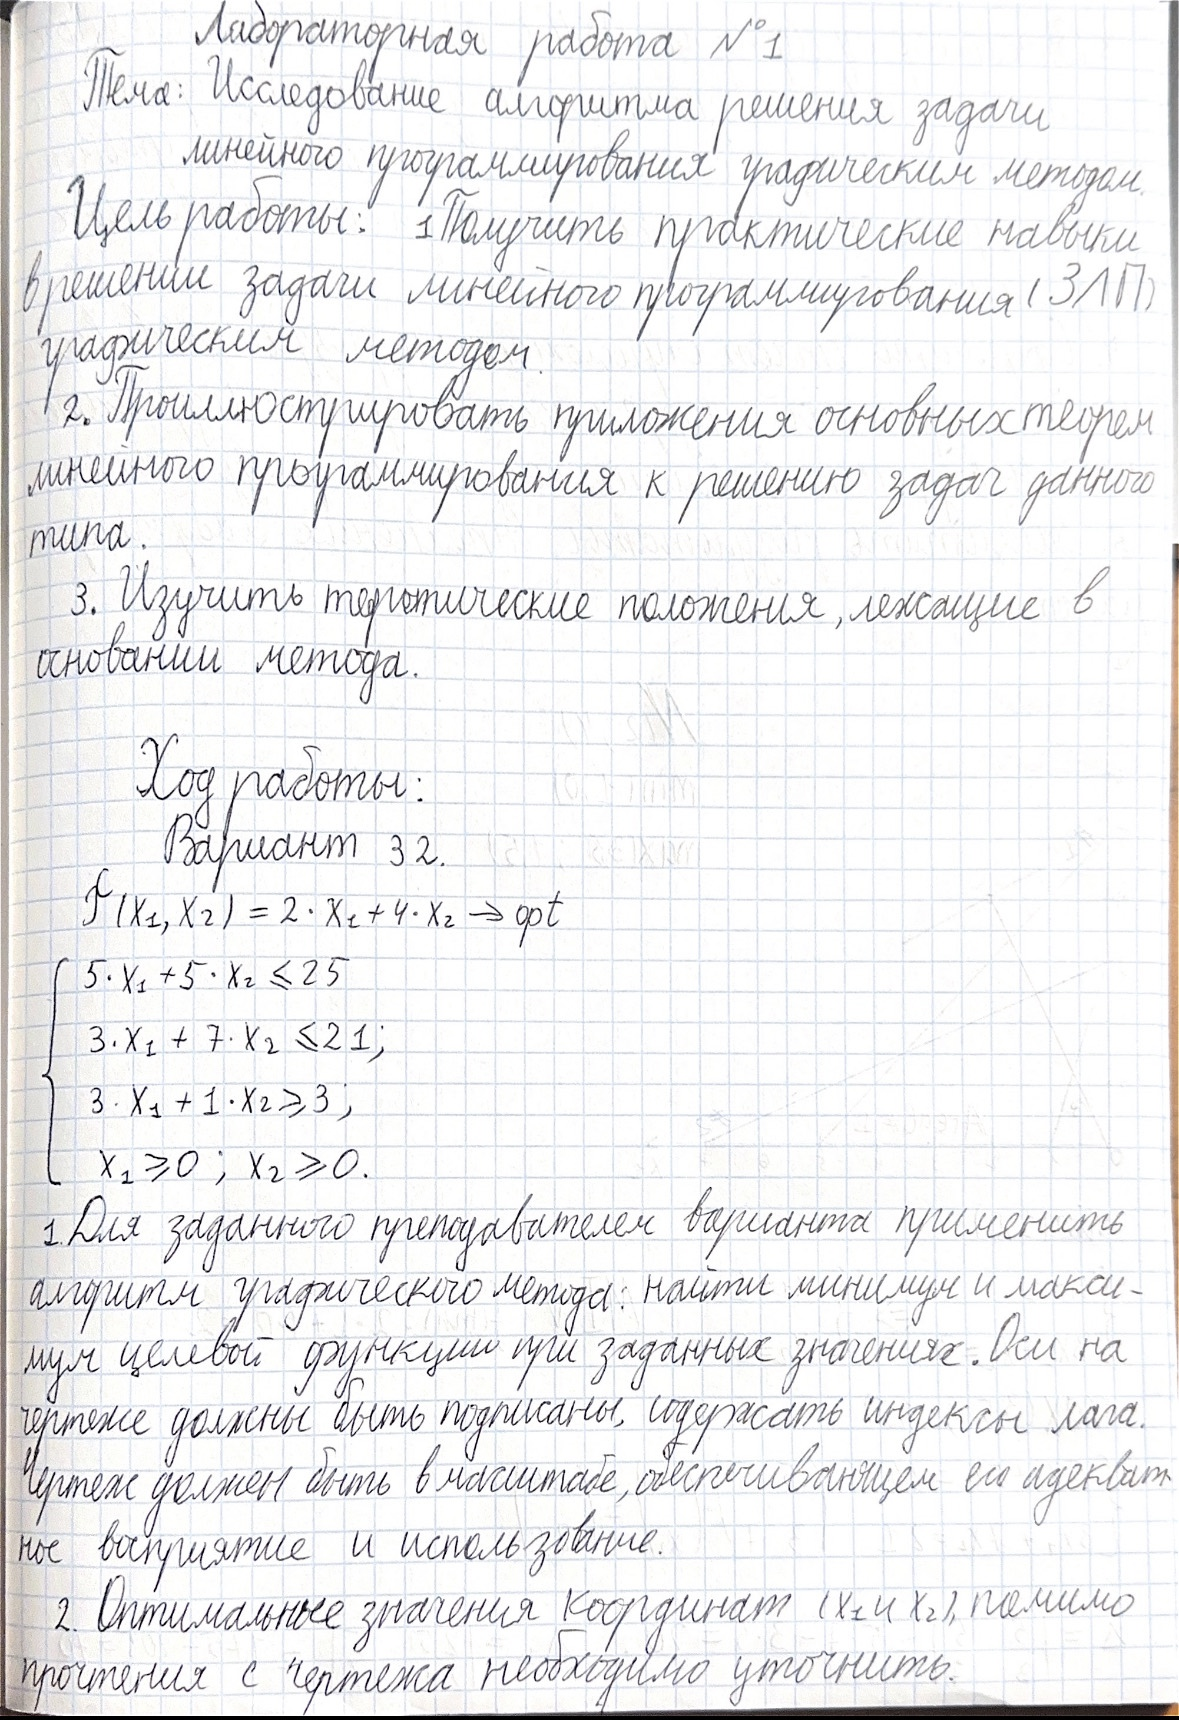 Лабораторная работа №1
Тема: Исследование алгоритма решения задачи
линейного программирования графическим методом.
Цель работы: 1 Получить практические навыки
в решении задачи линейного программирования (ЗЛП)
графическим методом.
2. Проиллюстрировать приложения основных теорем
линейного программирования к решению задач данного
типа.
3. Изучить теоретические положения, лежащие в
основании метода.
Ход работы:
Вариант 32.
F(x₁, x₂) = 2·x₁+4·x₂ → opt
5·x₁+5·x₂ ≤ 25
3·x₁ + 7·x₂ ≤ 21;
3·x₁ + 1·x₂ ≥ 3;
x₁ ≥ 0 ; x₂ ≥ 0.
1. Для заданного преподавателем варианта применить
алгоритм графического метода: найти минимум и макси-
мум целевой функции при заданных значениях. Оси на
чертеже должны быть подписаны, содержать индексы лага.
Чертеж должен быть в масштабе, обеспечивающем его адекват-
ное восприятие и использование.
2. Оптимальные значения координат (x₁ и x₂), помимо
прочтения с чертежа необходимо уточнить.